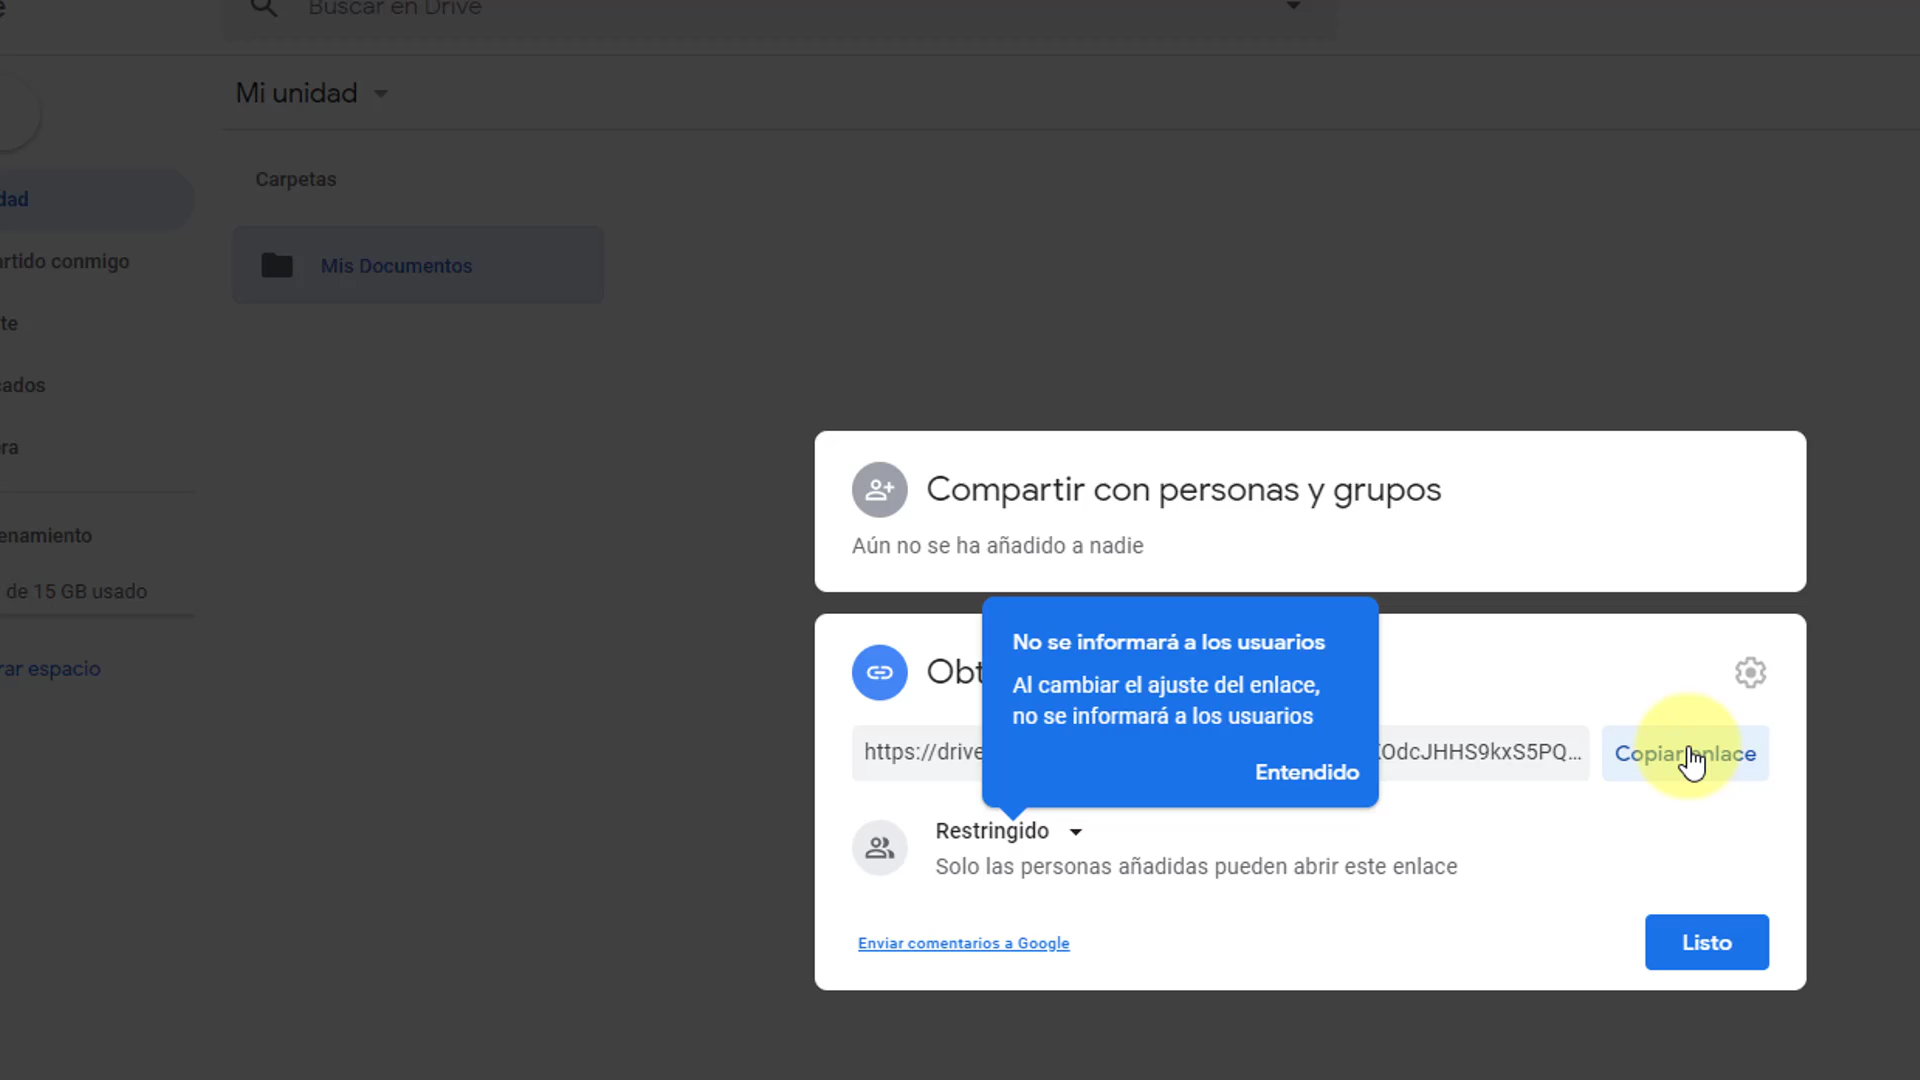 Buscar en Drive
Mi unidad
Carpetas
dad
Mis Documentos
rtido conmigo
te
cados
ra
enamiento
de 15 GB usado
rar espacio
Compartir con personas y grupos
Aún no se ha añadido a nadie
No se informará a los usuarios
Al cambiar el ajuste del enlace,
no se informará a los usuarios
Entendido
Obt
https://drive
OdcJHHS9kxS5PQ...
Copiar enlace
Restringido
Solo las personas añadidas pueden abrir este enlace
Enviar comentarios a Google
Listo